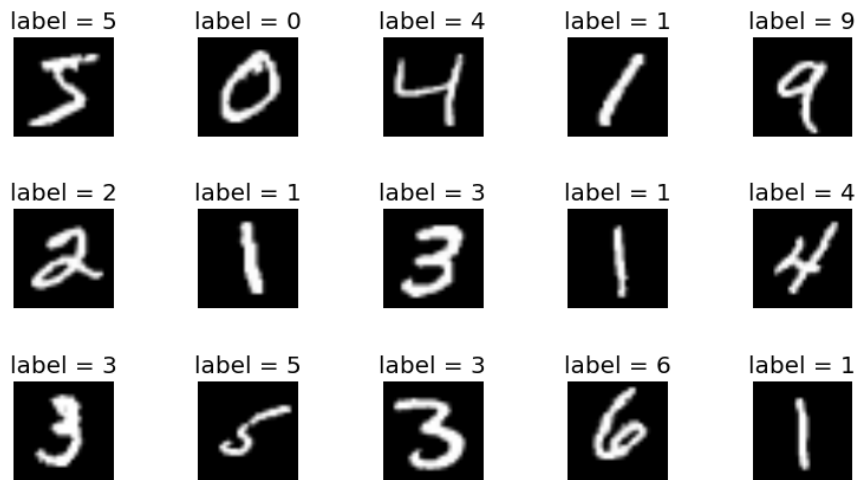 label = 5 label = 0 label = 4 label = 1 label = 9
5 0 4 1 9
label = 2 label = 1 label = 3 label = 1 label = 4
2 1 3 1 4
label = 3 label = 5 label = 3 label = 6 label = 1
3 5 3 6 1